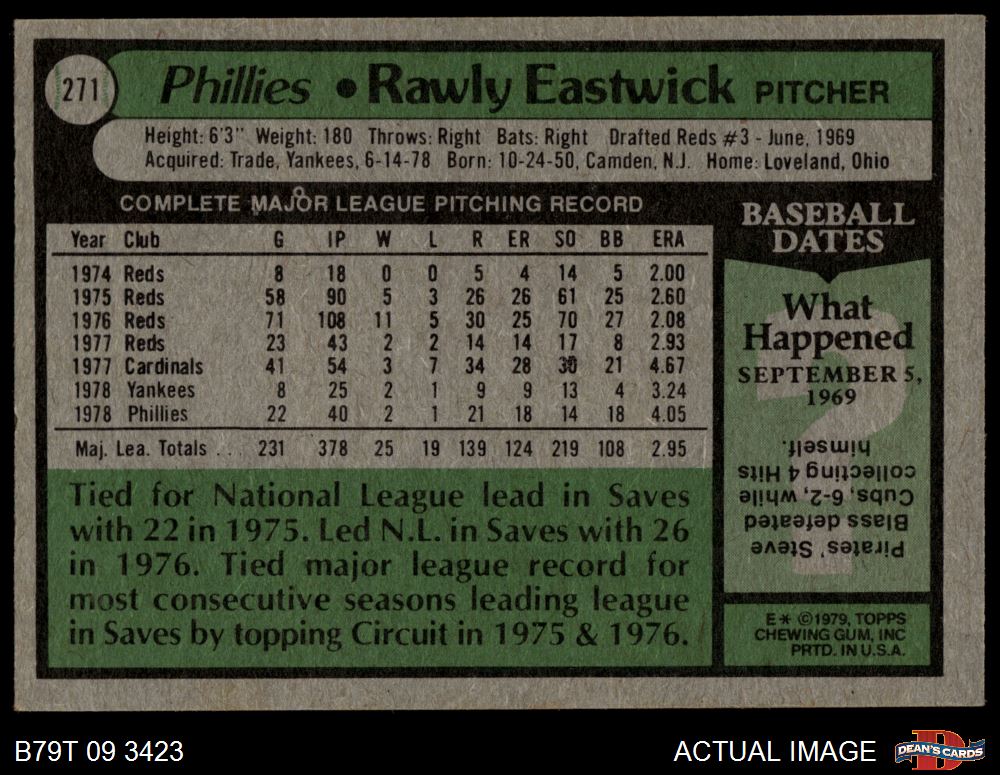 271
Phillies • Rawly Eastwick PITCHER
Height: 6'3" Weight: 180 Throws: Right Bats: Right Drafted Reds #3 - June, 1969
Acquired: Trade, Yankees, 6-14-78 Born: 10-24-50, Camden, N.J. Home: Loveland, Ohio
COMPLETE MAJOR LEAGUE PITCHING RECORD
Year Club G IP W L R ER SO BB ERA
1974 Reds 8 18 0 0 5 4 14 5 2.00
1975 Reds 58 90 5 3 26 26 61 25 2.60
1976 Reds 71 108 11 5 30 25 70 27 2.08
1977 Reds 23 43 2 2 14 14 17 8 2.93
1977 Cardinals 41 54 3 7 34 28 30 21 4.67
1978 Yankees 8 25 2 1 9 9 13 4 3.24
1978 Phillies 22 40 2 1 21 18 14 18 4.05
Maj. Lea. Totals . . . 231 378 25 19 139 124 219 108 2.95
Tied for National League lead in Saves
with 22 in 1975. Led N.L. in Saves with 26
in 1976. Tied major league record for
most consecutive seasons leading league
in Saves by topping Circuit in 1975 & 1976.
BASEBALL
DATES
What
Happened
SEPTEMBER 5,
1969
Pirates' Steve
Blass defeated
Cubs, 9-2, while
collecting 4 Hits
himself.
E* ©1979, TOPPS
CHEWING GUM, INC
PRTD. IN U.S.A.
B79T 09 3423
ACTUAL IMAGE
D
DEAN'S CARDS